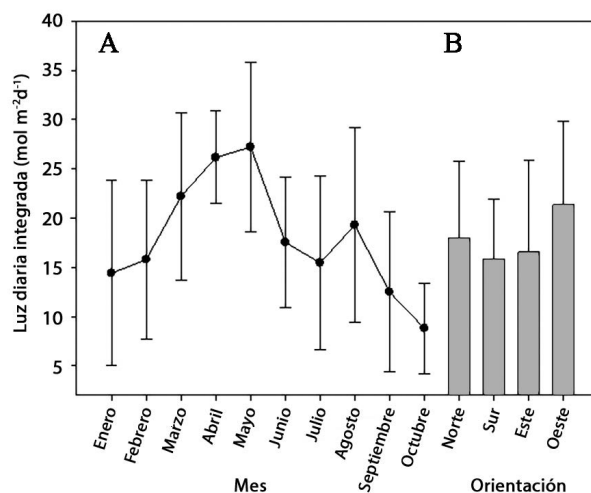 A
B
Luz diaria integrada (mol m⁻²d⁻¹)
40
35
30
25
20
15
10
5
Enero
Febrero
Marzo
Abril
Mayo
Junio
Julio
Agosto
Septiembre
Octubre
Norte
Sur
Este
Oeste
Mes
Orientación